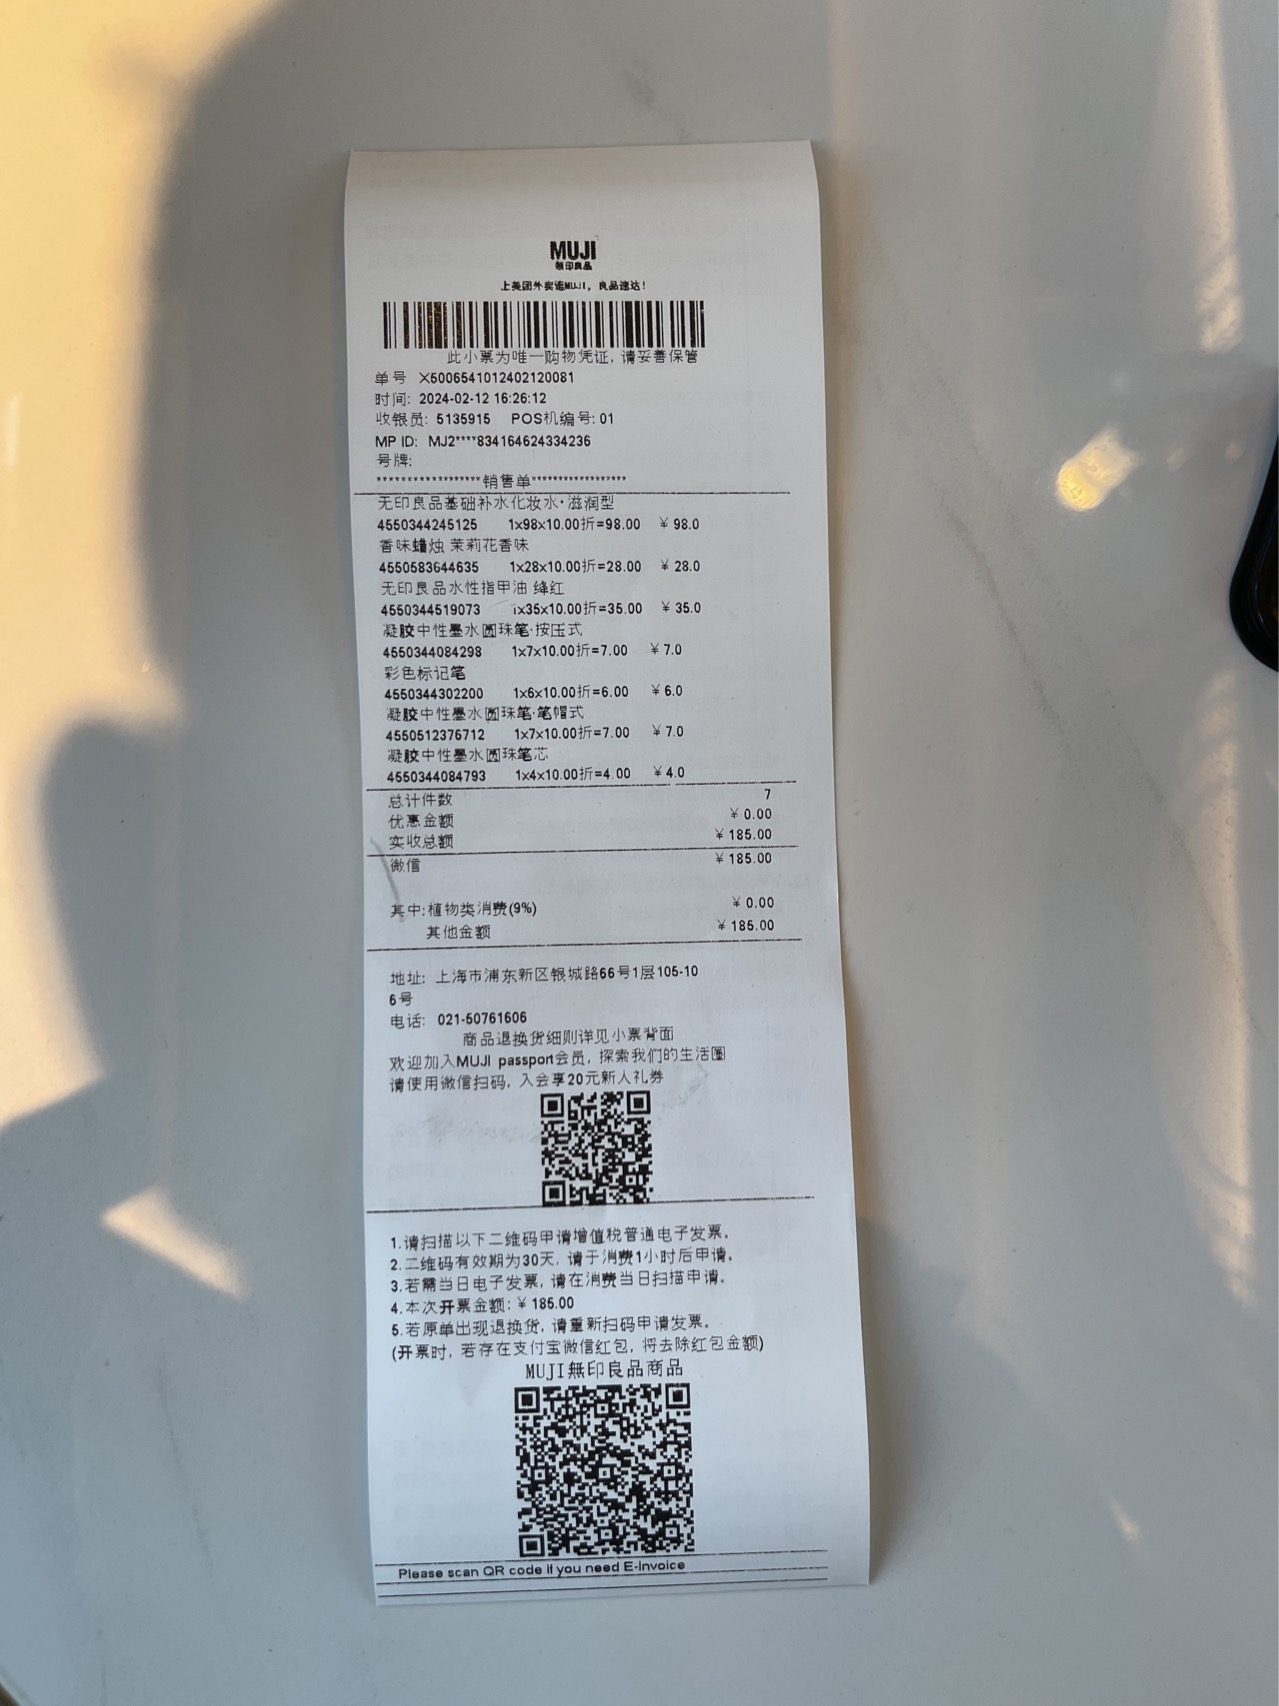 MUJI
無印良品
上美团外卖逛MUJI，良品速达！
此小票为唯一购物凭证，请妥善保管
单号 X5006541012402120081
时间: 2024-02-12 16:26:12
收银员: 5135915 POS机编号: 01
MP ID: MJ2****834164624334236
号牌:
******************销售单****************
无印良品基础补水化妆水·滋润型
4550344245125 1x98x10.00折=98.00 ￥98.0
香味蜡烛 茉莉花香味
4550583644635 1x28x10.00折=28.00 ￥28.0
无印良品水性指甲油 绛红
4550344519073 1x35x10.00折=35.00 ￥35.0
凝胶中性墨水圆珠笔·按压式
4550344084298 1x7x10.00折=7.00 ￥7.0
彩色标记笔
4550344302200 1x6x10.00折=6.00 ￥6.0
凝胶中性墨水圆珠笔·笔帽式
4550512376712 1x7x10.00折=7.00 ￥7.0
凝胶中性墨水圆珠笔芯
4550344084793 1x4x10.00折=4.00 ￥4.0
总计件数 7
优惠金额 ￥0.00
实收总额 ￥185.00
微信 ￥185.00
其中:植物类消费(9%) ￥0.00
其他金额 ￥185.00
地址: 上海市浦东新区银城路66号1层105-10
6号
电话: 021-50761606
商品退换货细则详见小票背面
欢迎加入MUJI passport会员，探索我们的生活圈
请使用微信扫码，入会享20元新人礼券
1.请扫描以下二维码申请增值税普通电子发票。
2.二维码有效期为30天，请于消费1小时后申请。
3.若需当日电子发票，请在消费当日扫描申请。
4.本次开票金额:￥185.00
5.若原单出现退换货，请重新扫码申请发票。
(开票时，若存在支付宝微信红包，将去除红包金额)
MUJI無印良品商品
Please scan QR code if you need E-invoice